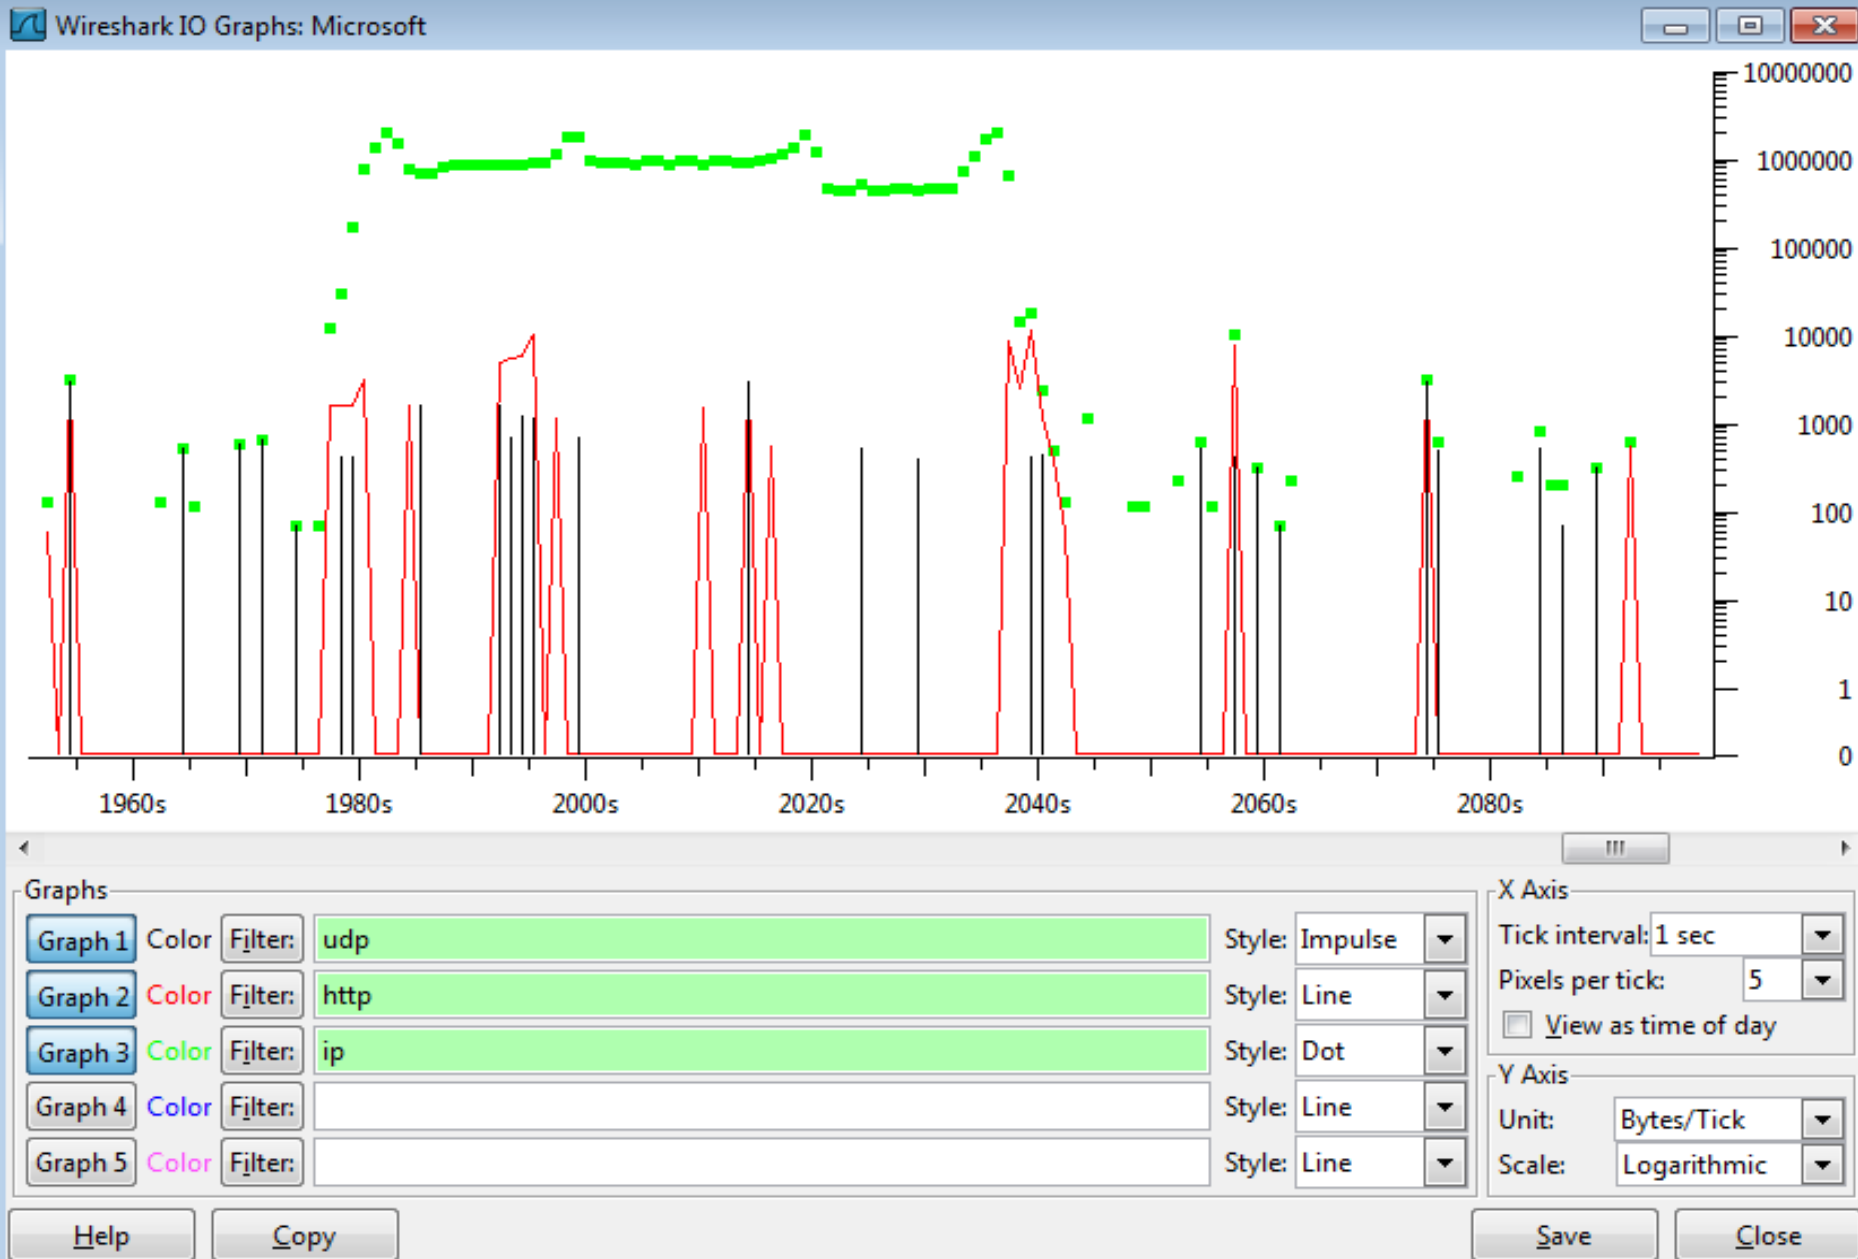 Wireshark IO Graphs: Microsoft
10000000
1000000
100000
10000
1000
100
10
1
0
1960s 1980s 2000s 2020s 2040s 2060s 2080s
Graphs
Graph 1 Color Filter: udp Style: Impulse
Graph 2 Color Filter: http Style: Line
Graph 3 Color Filter: ip Style: Dot
Graph 4 Color Filter: Style: Line
Graph 5 Color Filter: Style: Line
X Axis
Tick interval: 1 sec
Pixels per tick: 5
View as time of day
Y Axis
Unit: Bytes/Tick
Scale: Logarithmic
Help Copy Save Close